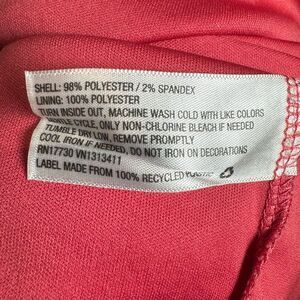 SHELL: 98% POLYESTER / 2% SPANDEX
LINING: 100% POLYESTER
TURN INSIDE OUT, MACHINE WASH COLD WITH LIKE COLORS
GENTLE CYCLE, ONLY NON-CHLORINE BLEACH IF NEEDED
TUMBLE DRY LOW, REMOVE PROMPTLY
COOL IRON IF NEEDED, DO NOT IRON ON DECORATIONS
RN17730 VN1313411
LABEL MADE FROM 100% RECYCLED PLASTIC